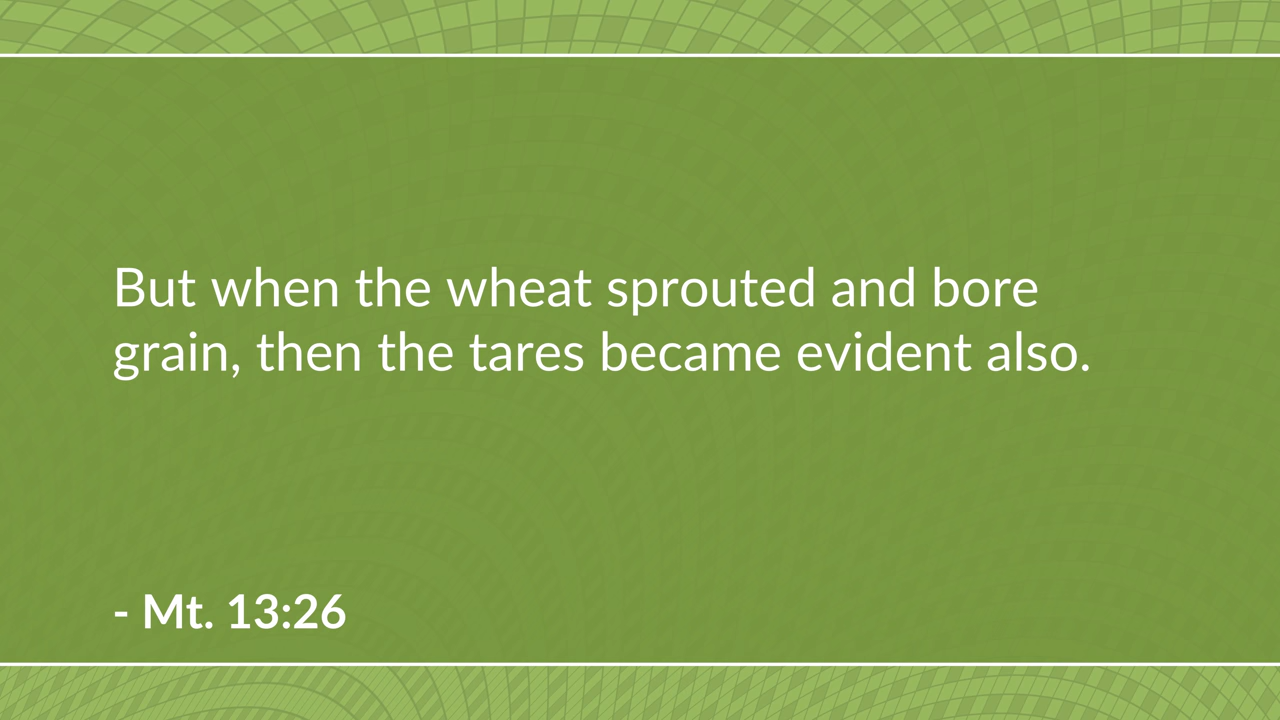 But when the wheat sprouted and bore
grain, then the tares became evident also.
- Mt. 13:26